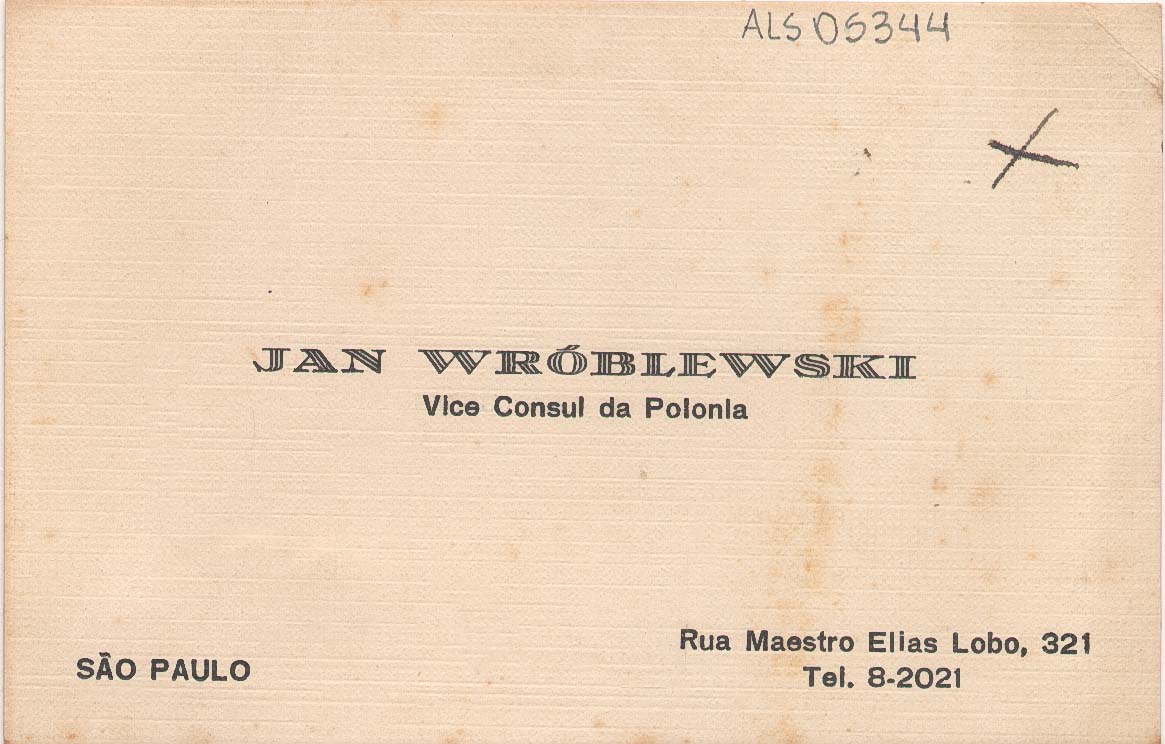 ALS 05344
JAN WRÓBLEWSKI
Vice Consul da Polonia
SÃO PAULO
Rua Maestro Elias Lobo, 321
Tel. 8-2021